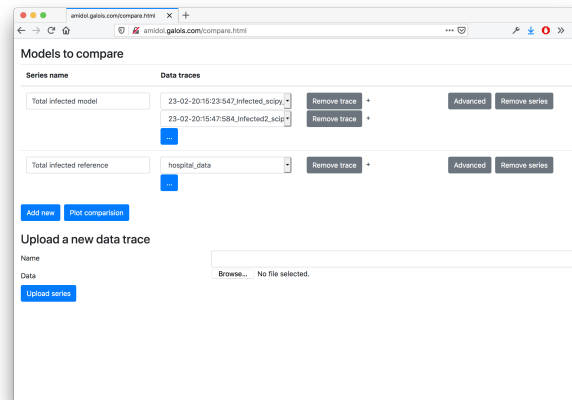 amidol.galois.com/compare.html
amidol.galois.com/compare.html
Models to compare
Series name Data traces
Total infected model 23-02-20:15:23:547_Infected_scipy_ Remove trace + Advanced Remove series
23-02-20:15:47:584_Infected2_scip Remove trace +
...
Total infected reference hospital_data Remove trace + Advanced Remove series
...
Add new Plot comparision
Upload a new data trace
Name
Data Browse... No file selected.
Upload series